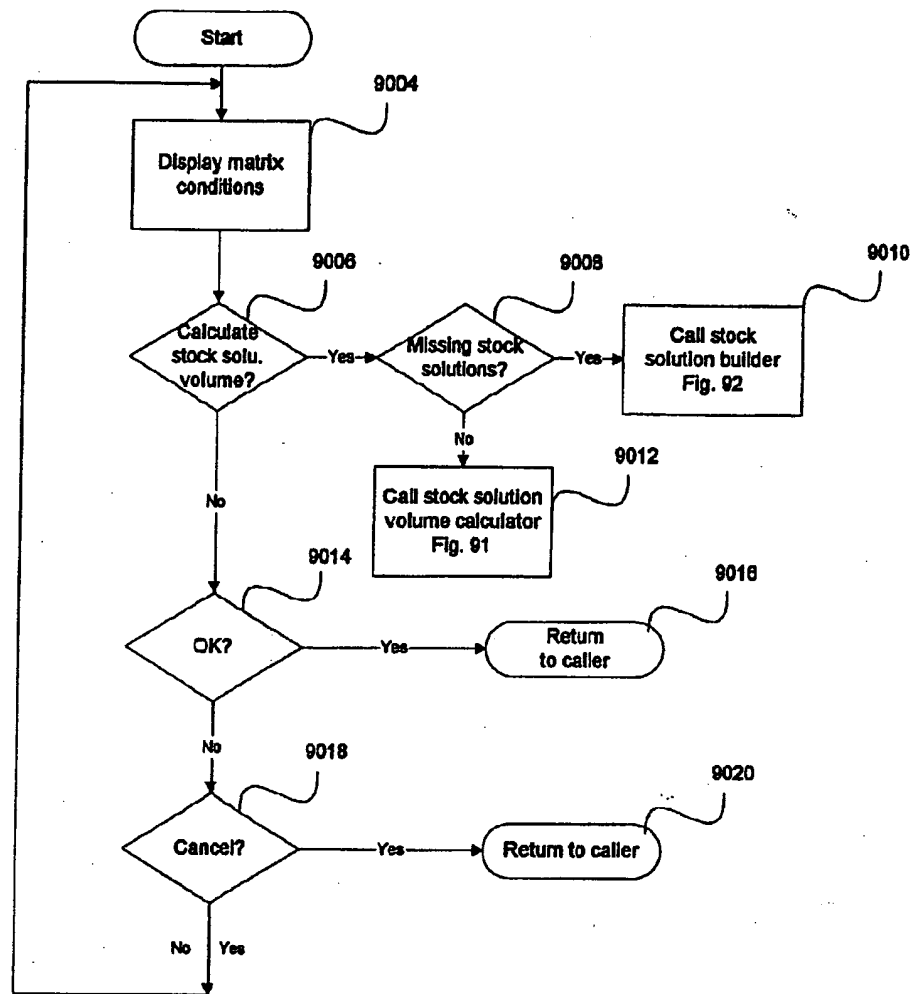 Start
9004
Display matrix
conditions
9006
Calculate
stock solu.
volume?
Yes
9008
Missing stock
solutions?
Yes
9010
Call stock
solution builder
Fig. 92
No
9012
Call stock solution
volume calculator
Fig. 91
No
9014
OK?
Yes
9016
Return
to caller
No
9018
Cancel?
Yes
9020
Return to caller
No Yes